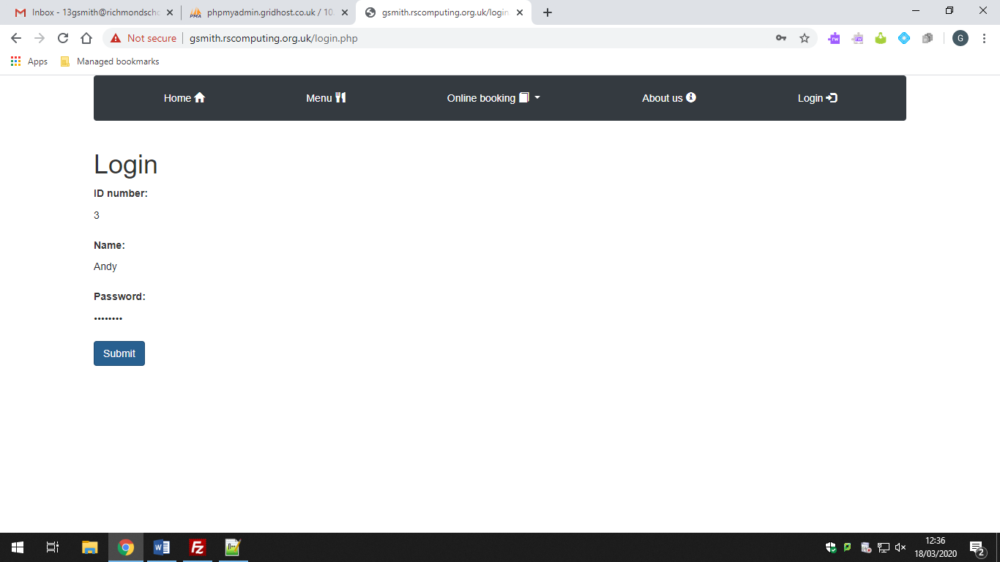 Inbox - 13gsmith@richmondscho
phpmyadmin.gridhost.co.uk / 10.
gsmith.rscomputing.org.uk/login.
Not secure
gsmith.rscomputing.org.uk/login.php
G
Apps
Managed bookmarks
Home
Menu
Online booking
About us
Login
Login
ID number:
3
Name:
Andy
Password:
••••••••
Submit
12:36
18/03/2020
2